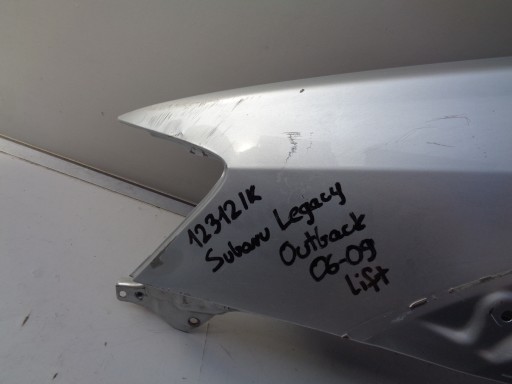 123121K
Subaru Legacy
Outback
06-09
Lift